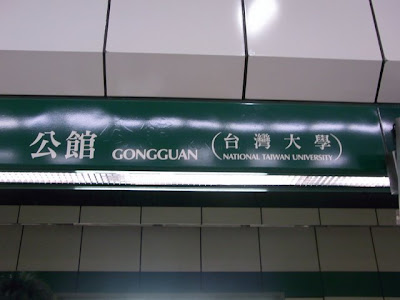 公館 GONGGUAN (台灣大學)
(NATIONAL TAIWAN UNIVERSITY)